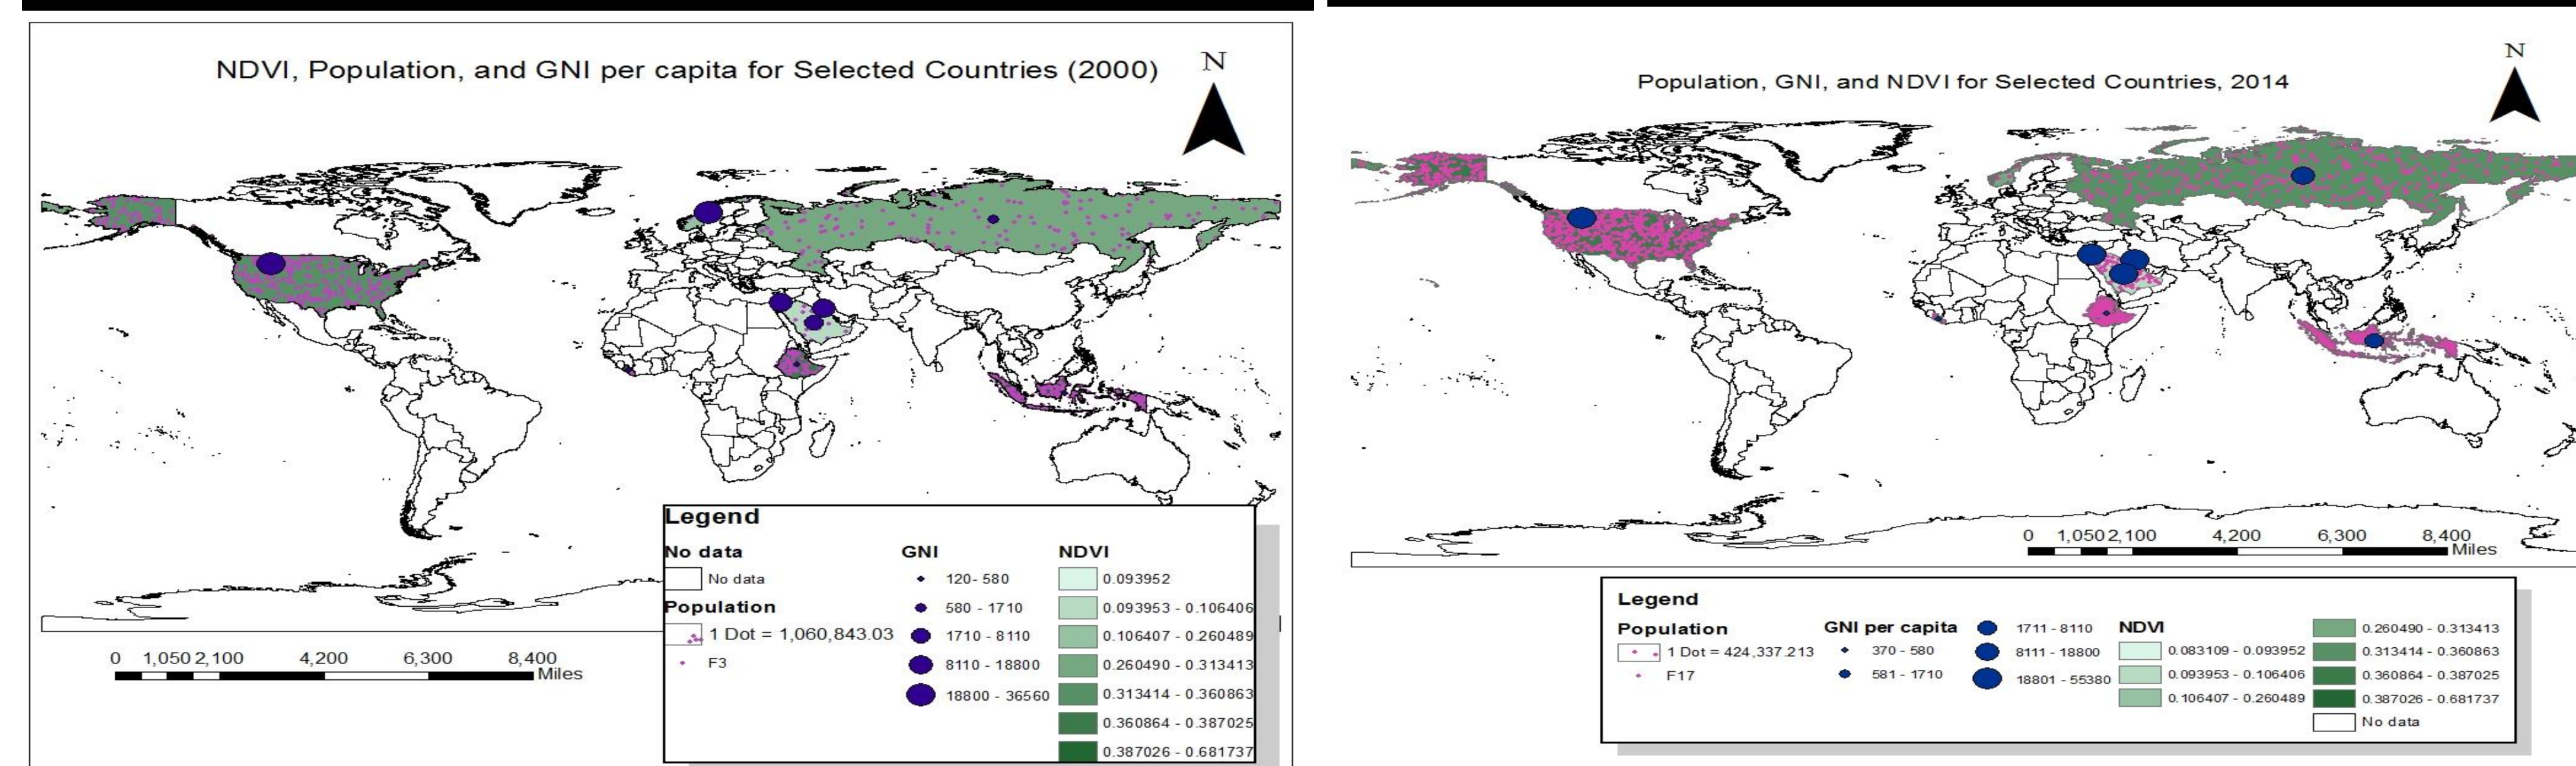 NDVI, Population, and GNI per capita for Selected Countries (2000)
N
Legend
No data
No data
Population
1 Dot = 1,060,843.03
F3
GNI
120- 580
580 - 1710
1710 - 8110
8110 - 18800
18800 - 36560
NDVI
0.093952
0.093953 - 0.106406
0.106407 - 0.260489
0.260490 - 0.313413
0.313414 - 0.360863
0.360864 - 0.387025
0.387026 - 0.681737
0 1,050 2,100 4,200 6,300 8,400
Miles
Population, GNI, and NDVI for Selected Countries, 2014
N
0 1,050 2,100 4,200 6,300 8,400
Miles
Legend
Population
1 Dot = 424,337.213
F17
GNI per capita
370 - 580
581 - 1710
1711 - 8110
8111 - 18800
18801 - 55380
NDVI
0.083109 - 0.093952
0.093953 - 0.106406
0.106407 - 0.260489
0.260490 - 0.313413
0.313414 - 0.360863
0.360864 - 0.387025
0.387026 - 0.681737
No data